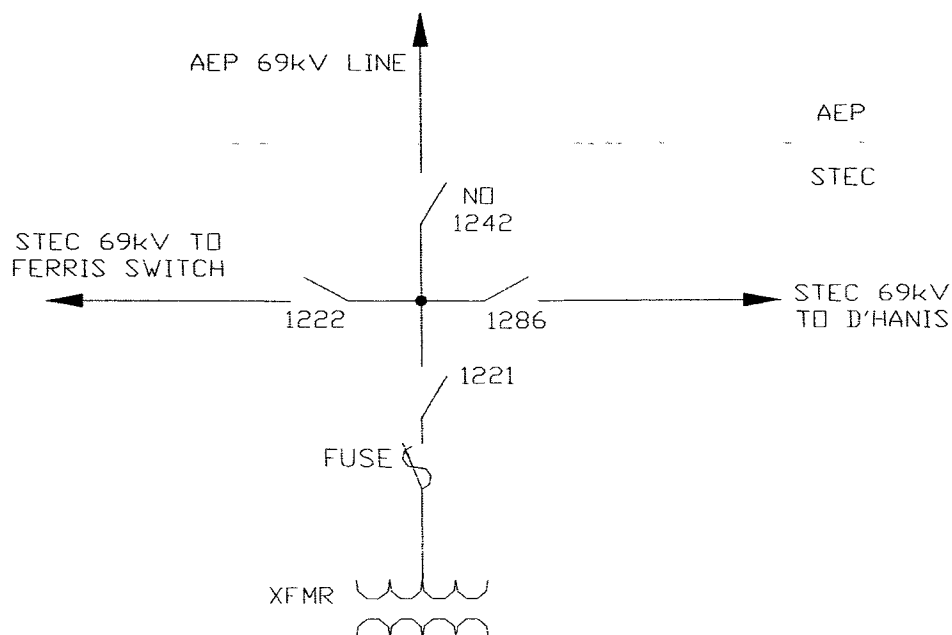 AEP 69kV LINE
AEP
STEC
NO
1242
STEC 69kV TO
FERRIS SWITCH
1222
1286
STEC 69kV
TO D'HANIS
1221
FUSE
XFMR